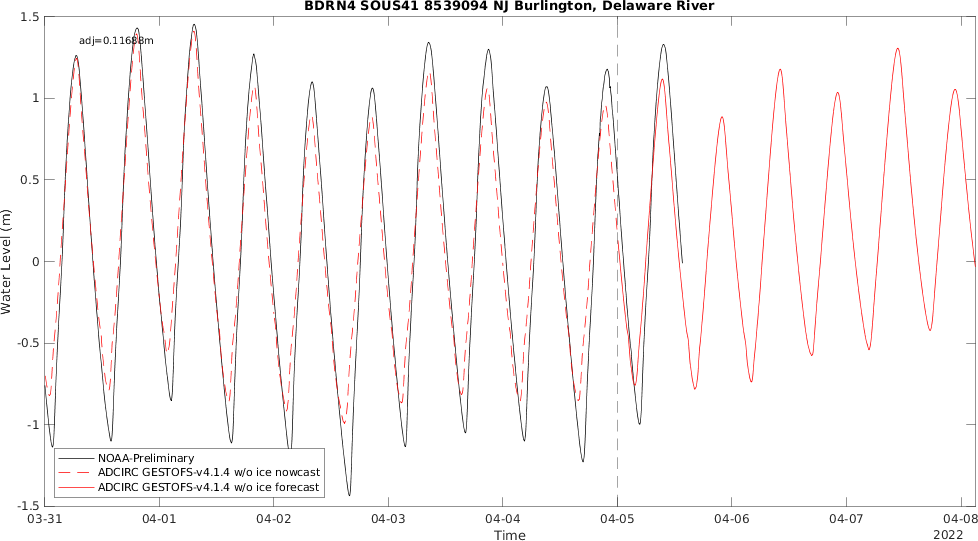 BDRN4 SOUS41 8539094 NJ Burlington, Delaware River
adj=0.11688m
1.5
1
0.5
0
-0.5
-1
-1.5
Water Level (m)
NOAA-Preliminary
ADCIRC GESTOFS-v4.1.4 w/o ice nowcast
ADCIRC GESTOFS-v4.1.4 w/o ice forecast
03-31 04-01 04-02 04-03 04-04 04-05 04-06 04-07 04-08
Time
2022